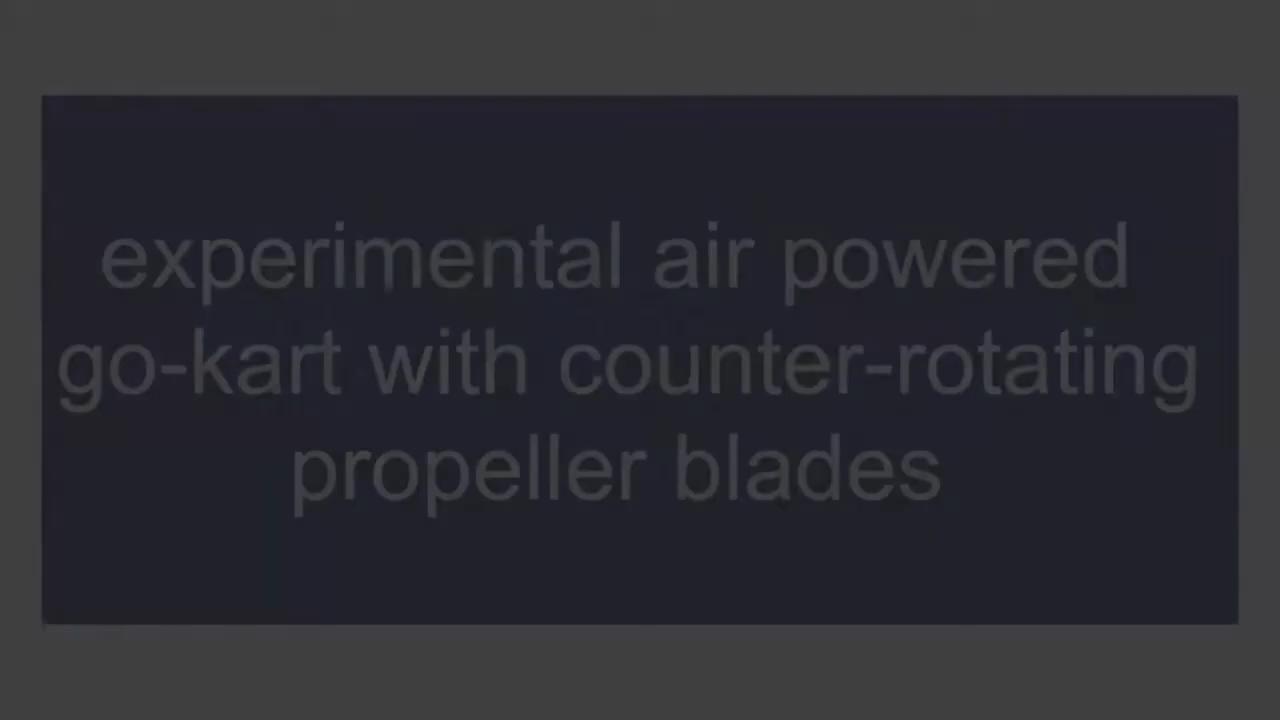 experimental air powered
go-kart with counter-rotating
propeller blades